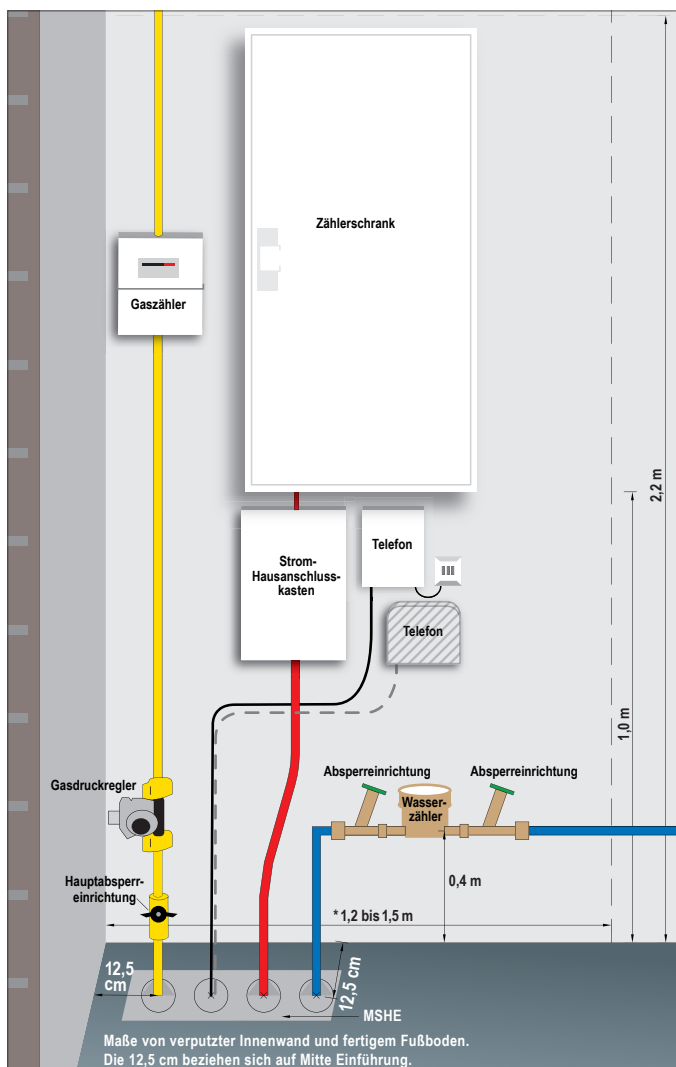 Zählerschrank
Gaszähler
2,2 m
Strom-
Hausanschluss-
kasten
Telefon
Telefon
1,0 m
Gasdruckregler
Absperreinrichtung
Absperreinrichtung
Wasser-
zähler
Hauptabsperr-
einrichtung
0,4 m
*1,2 bis 1,5 m
12,5
cm
12,5 cm
MSHE
Maße von verputzter Innenwand und fertigem Fußboden.
Die 12,5 cm beziehen sich auf Mitte Einführung.